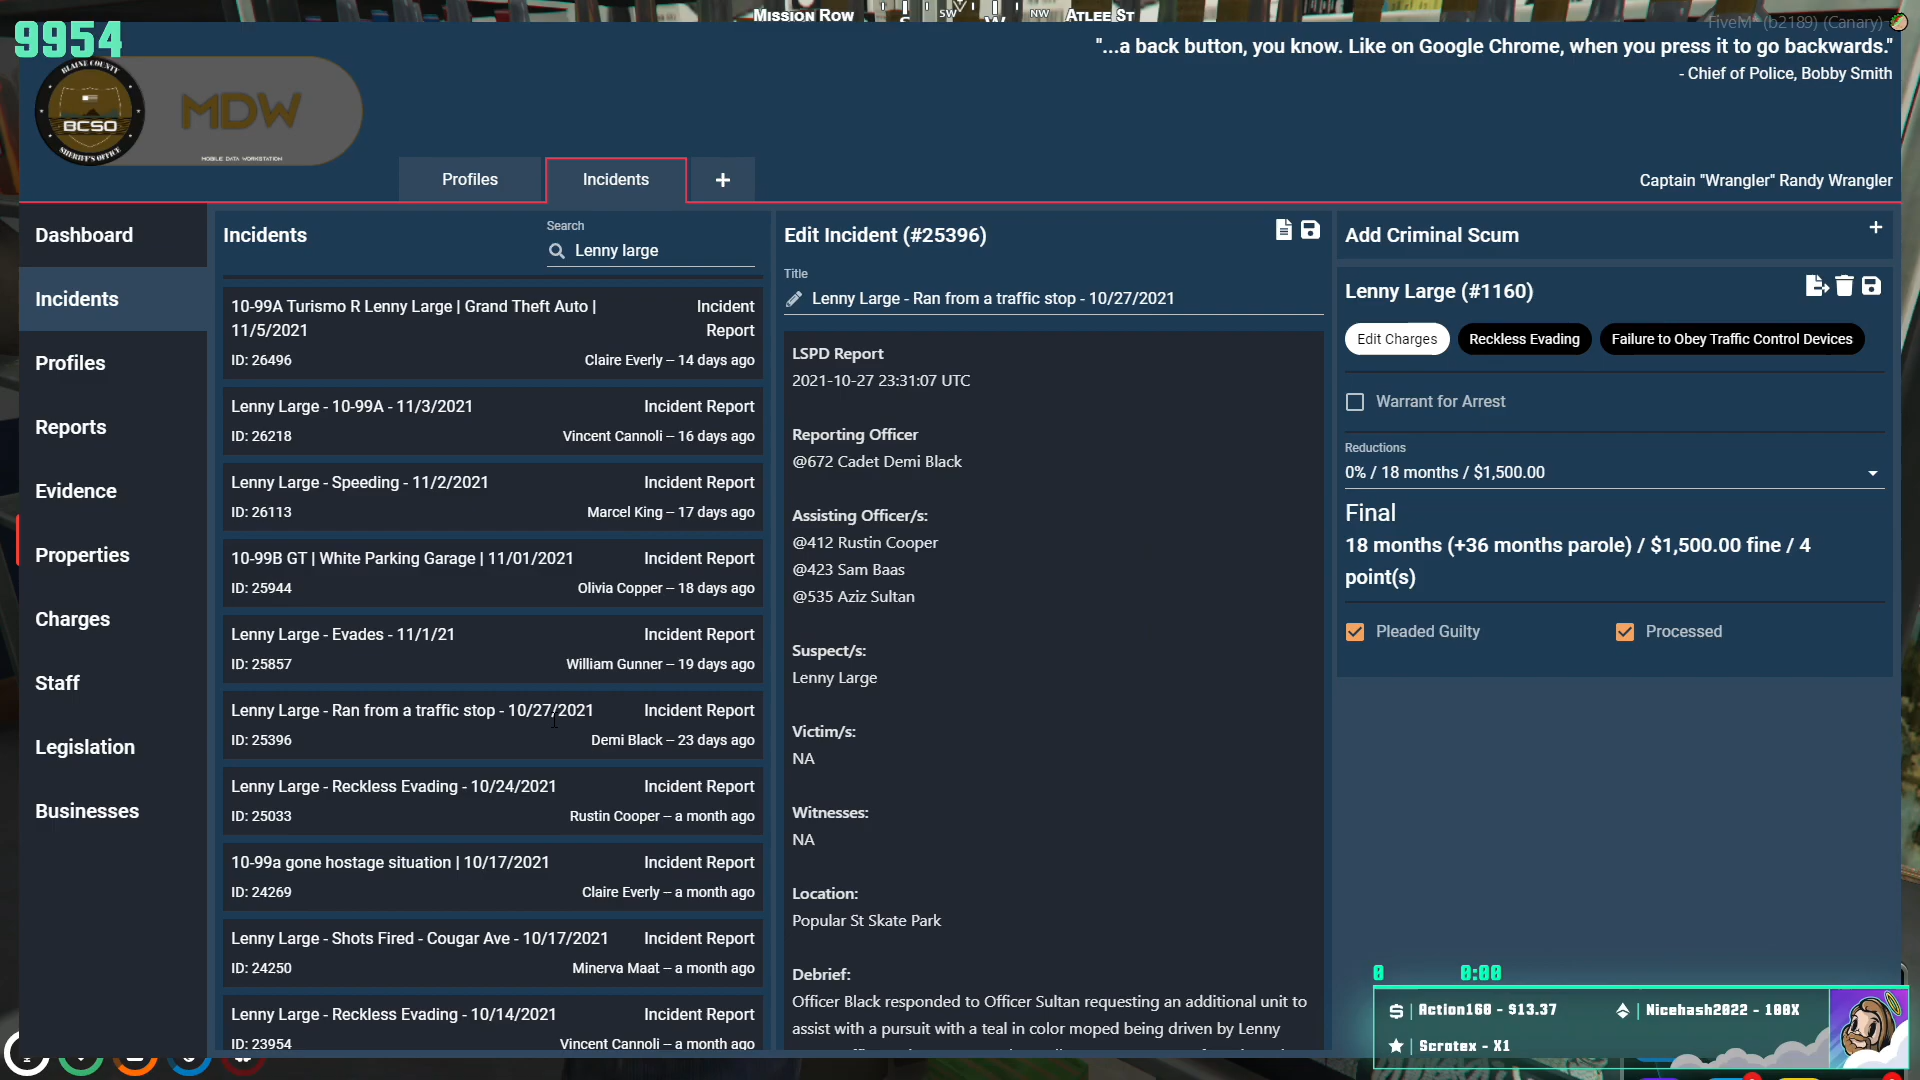 Mission Row
SW
W
NW
Atlee St
FiveM® (b2189) (Canary)
9954
"...a back button, you know. Like on Google Chrome, when you press it to go backwards."
- Chief of Police, Bobby Smith
BLAINE COUNTY
BCSO
SHERIFF'S OFFICE
MDW
MOBILE DATA WORKSTATION
Profiles
Incidents
+
Captain "Wrangler" Randy Wrangler
Dashboard
Incidents
Profiles
Reports
Evidence
Properties
Charges
Staff
Legislation
Businesses
Incidents
Search
Lenny large
10-99A Turismo R Lenny Large | Grand Theft Auto |
11/5/2021
Incident
Report
ID: 26496
Claire Everly – 14 days ago
Lenny Large - 10-99A - 11/3/2021
Incident Report
ID: 26218
Vincent Cannoli – 16 days ago
Lenny Large - Speeding - 11/2/2021
Incident Report
ID: 26113
Marcel King – 17 days ago
10-99B GT | White Parking Garage | 11/01/2021
Incident Report
ID: 25944
Olivia Copper – 18 days ago
Lenny Large - Evades - 11/1/21
Incident Report
ID: 25857
William Gunner – 19 days ago
Lenny Large - Ran from a traffic stop - 10/27/2021
Incident Report
ID: 25396
Demi Black – 23 days ago
Lenny Large - Reckless Evading - 10/24/2021
Incident Report
ID: 25033
Rustin Cooper – a month ago
10-99a gone hostage situation | 10/17/2021
Incident Report
ID: 24269
Claire Everly – a month ago
Lenny Large - Shots Fired - Cougar Ave - 10/17/2021
Incident Report
ID: 24250
Minerva Maat – a month ago
Lenny Large - Reckless Evading - 10/14/2021
Incident Report
ID: 23954
Vincent Cannoli – a month ago
Edit Incident (#25396)
Title
Lenny Large - Ran from a traffic stop - 10/27/2021
LSPD Report
2021-10-27 23:31:07 UTC
Reporting Officer
@672 Cadet Demi Black
Assisting Officer/s:
@412 Rustin Cooper
@423 Sam Baas
@535 Aziz Sultan
Suspect/s:
Lenny Large
Victim/s:
NA
Witnesses:
NA
Location:
Popular St Skate Park
Debrief:
Officer Black responded to Officer Sultan requesting an additional unit to
assist with a pursuit with a teal in color moped being driven by Lenny
Add Criminal Scum
+
Lenny Large (#1160)
Edit Charges
Reckless Evading
Failure to Obey Traffic Control Devices
Warrant for Arrest
Reductions
0% / 18 months / $1,500.00
Final
18 months (+36 months parole) / $1,500.00 fine / 4
point(s)
Pleaded Guilty
Processed
0
0:00
Action160 - $13.37
Nicehash2022 - 100X
Scrotex - X1